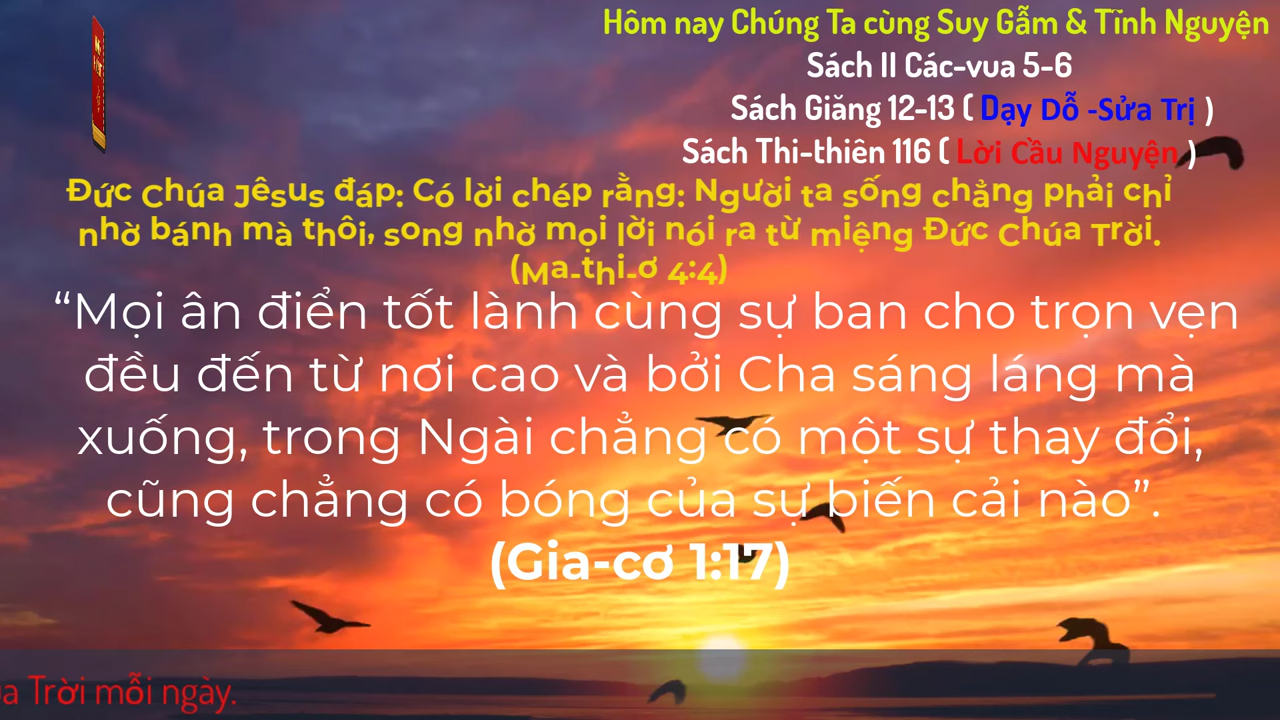 Hôm nay Chúng Ta cùng Suy Gẫm & Tĩnh Nguyện
Sách II Các-vua 5-6
Sách Giăng 12-13 ( Dạy Dỗ -Sửa Trị )
Sách Thi-thiên 116 ( Lời Cầu Nguyện )
Đức Chúa Jêsus đáp: Có lời chép rằng: Người ta sống chẳng phải chỉ
nhờ bánh mà thôi, song nhờ mọi lời nói ra từ miệng Đức Chúa Trời.
(Ma-thi-ơ 4:4)
“Mọi ân điển tốt lành cùng sự ban cho trọn vẹn
đều đến từ nơi cao và bởi Cha sáng láng mà
xuống, trong Ngài chẳng có một sự thay đổi,
cũng chẳng có bóng của sự biến cải nào”.
(Gia-cơ 1:17)
Trời mỗi ngày.